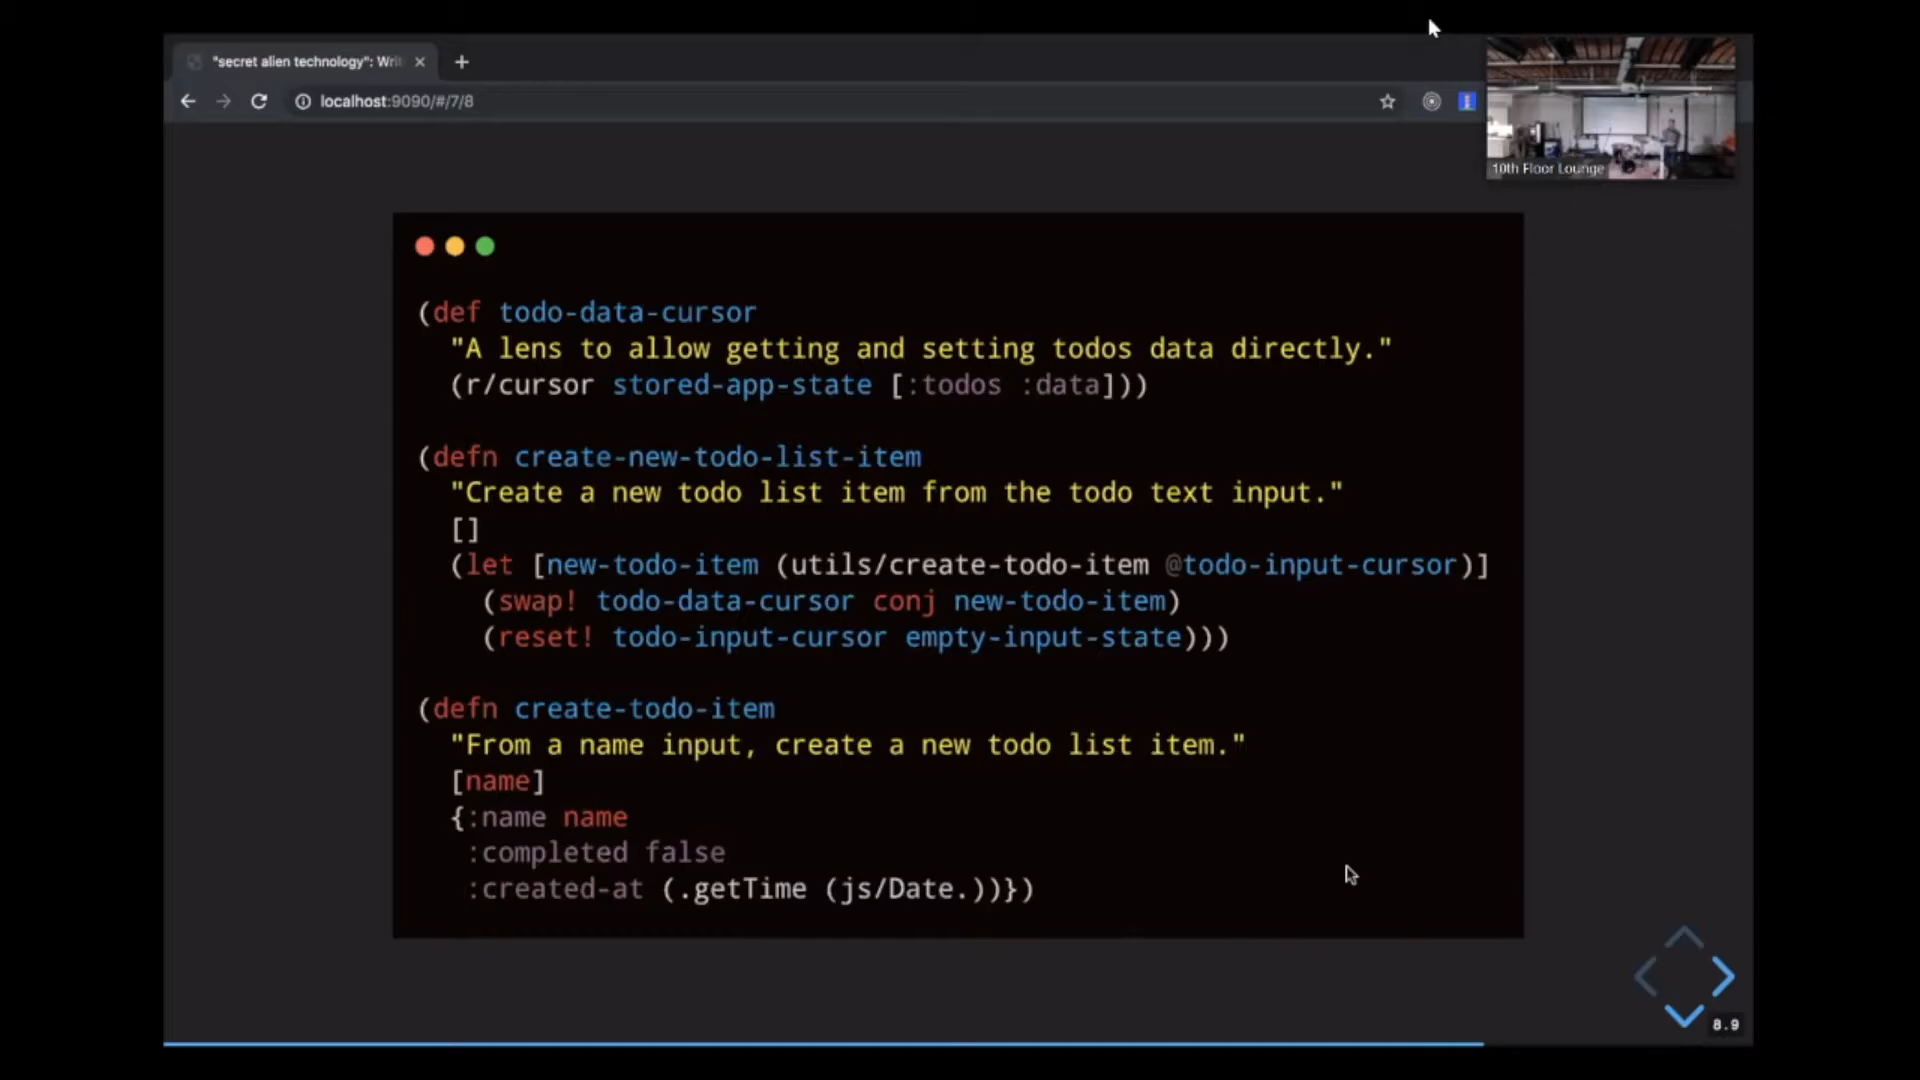 "secret alien technology": Wri
localhost:9090/#/7/8
10th Floor Lounge
(def todo-data-cursor
"A lens to allow getting and setting todos data directly."
(r/cursor stored-app-state [:todos :data]))
(defn create-new-todo-list-item
"Create a new todo list item from the todo text input."
[]
(let [new-todo-item (utils/create-todo-item @todo-input-cursor)]
(swap! todo-data-cursor conj new-todo-item)
(reset! todo-input-cursor empty-input-state)))
(defn create-todo-item
"From a name input, create a new todo list item."
[name]
{:name name
:completed false
:created-at (.getTime (js/Date.))})
8.9